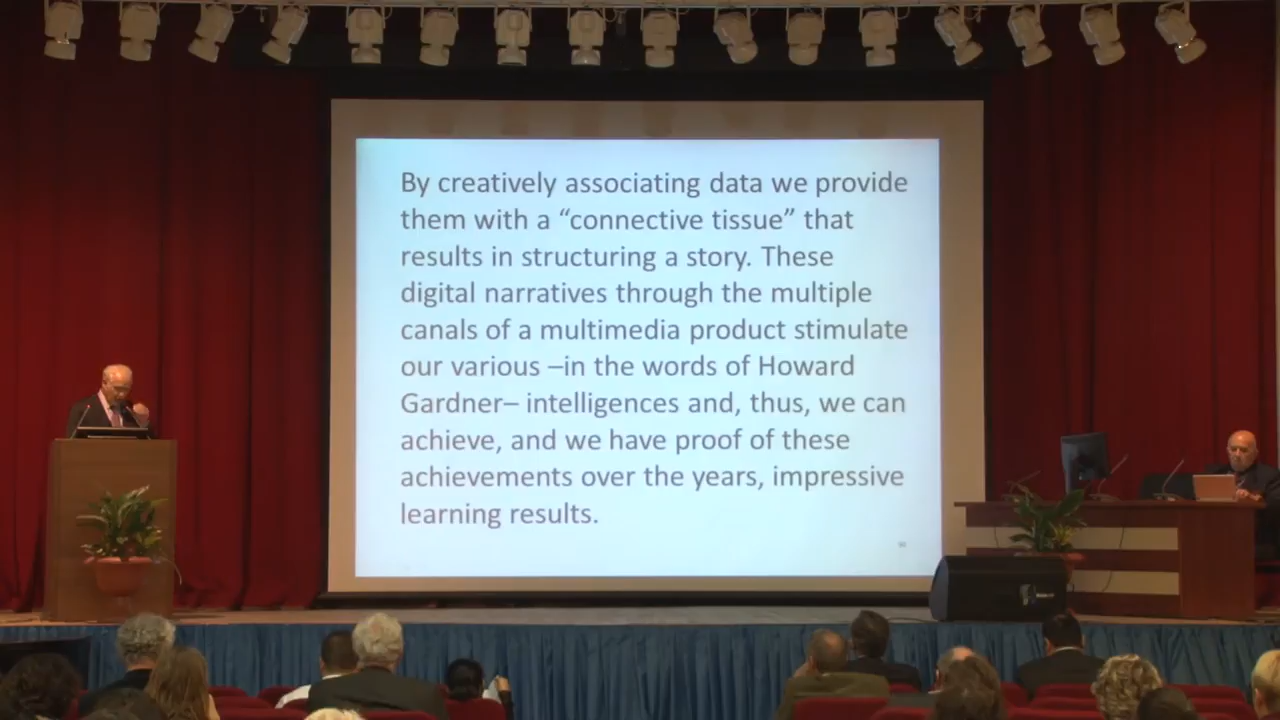 By creatively associating data we provide
them with a “connective tissue” that
results in structuring a story. These
digital narratives through the multiple
canals of a multimedia product stimulate
our various –in the words of Howard
Gardner– intelligences and, thus, we can
achieve, and we have proof of these
achievements over the years, impressive
learning results.